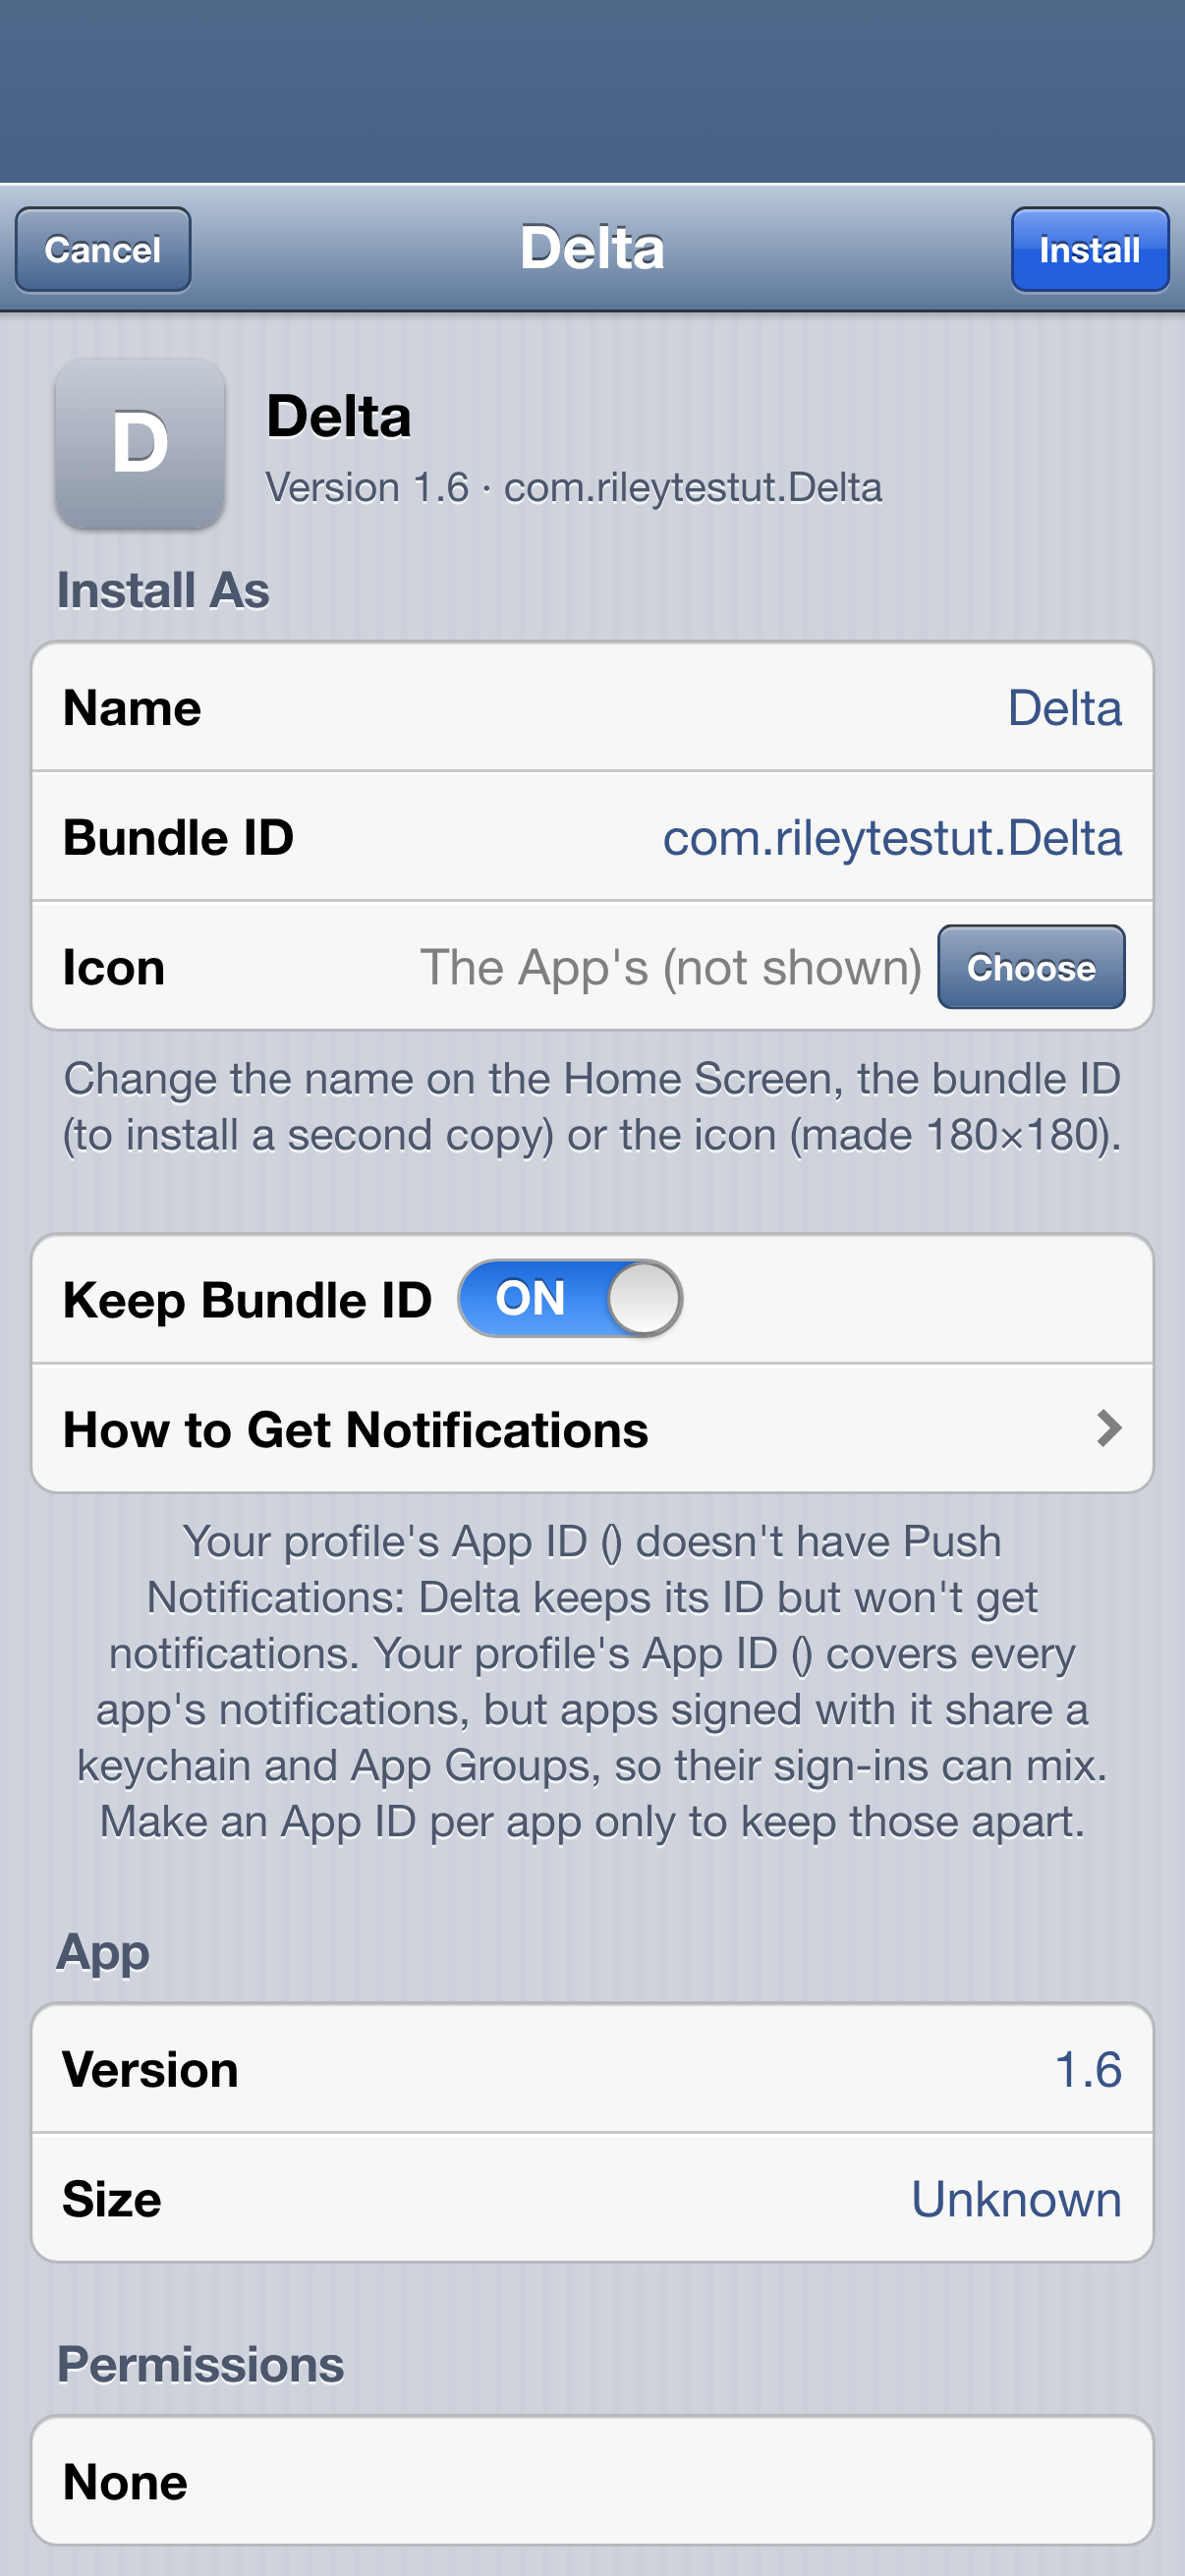 Cancel
Delta
Install
D
Delta
Version 1.6 · com.rileytestut.Delta
Install As
Name
Delta
Bundle ID
com.rileytestut.Delta
Icon
The App's (not shown)
Choose
Change the name on the Home Screen, the bundle ID
(to install a second copy) or the icon (made 180×180).
Keep Bundle ID
ON
How to Get Notifications
Your profile's App ID () doesn't have Push
Notifications: Delta keeps its ID but won't get
notifications. Your profile's App ID () covers every
app's notifications, but apps signed with it share a
keychain and App Groups, so their sign-ins can mix.
Make an App ID per app only to keep those apart.
App
Version
1.6
Size
Unknown
Permissions
None